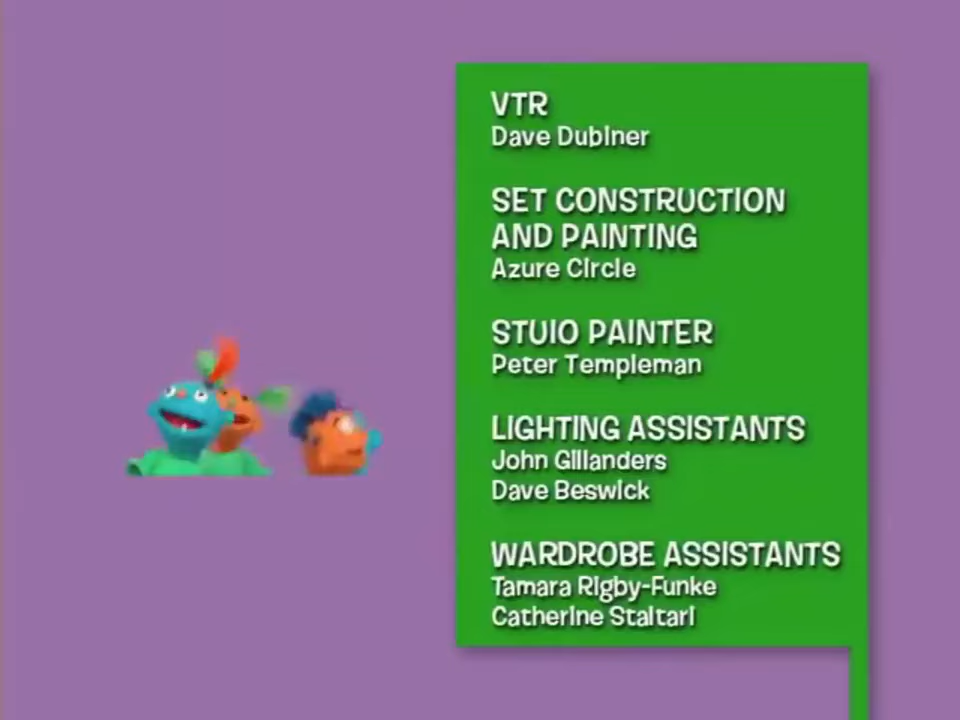 VTR
Dave Dubiner
SET CONSTRUCTION
AND PAINTING
Azure Circle
STUIO PAINTER
Peter Templeman
LIGHTING ASSISTANTS
John Gillanders
Dave Beswick
WARDROBE ASSISTANTS
Tamara Rigby-Funke
Catherine Staltari